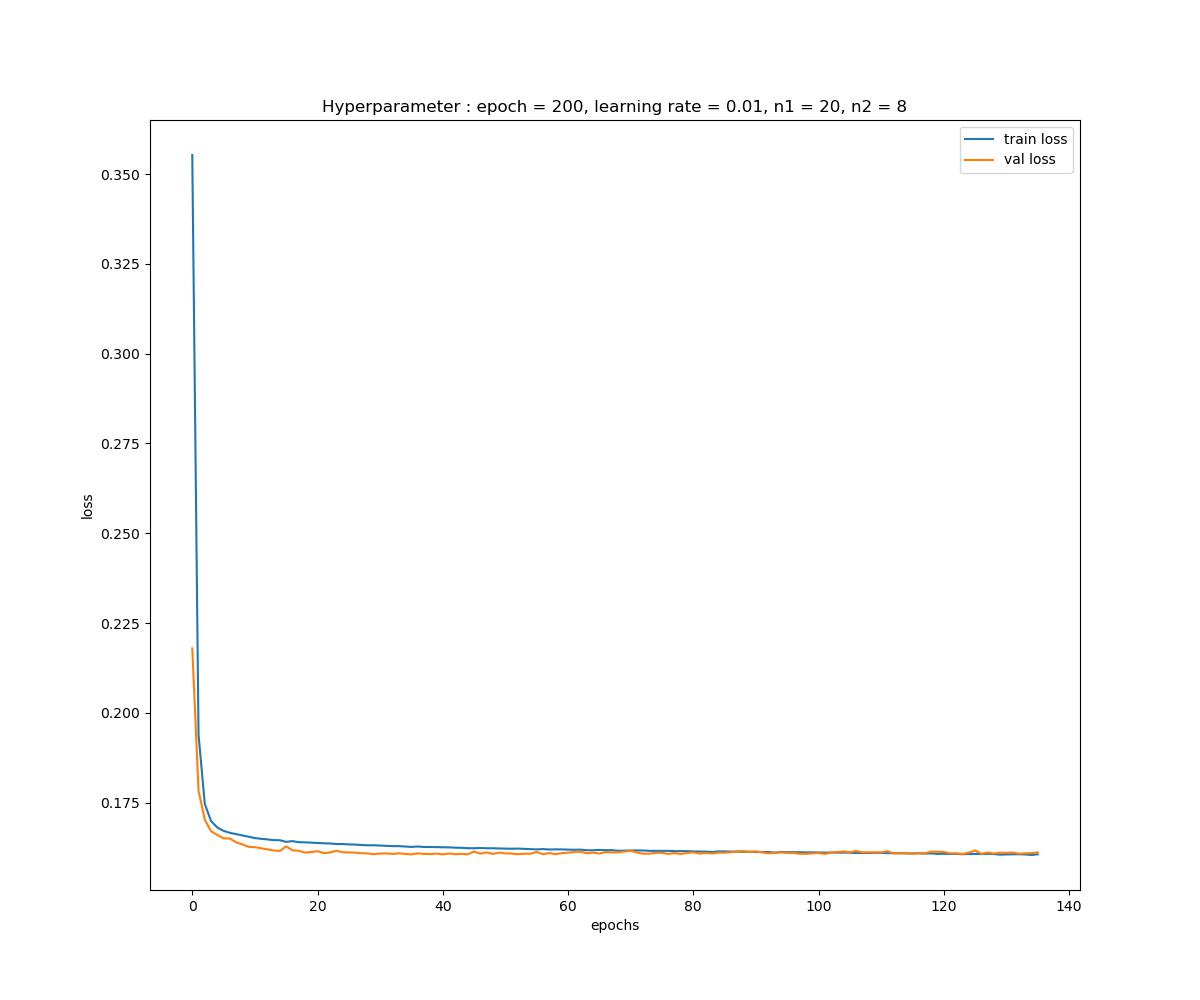 Hyperparameter : epoch = 200, learning rate = 0.01, n1 = 20, n2 = 8
train loss
val loss
0.350
0.325
0.300
0.275
0.250
0.225
0.200
0.175
loss
0 20 40 60 80 100 120 140
epochs